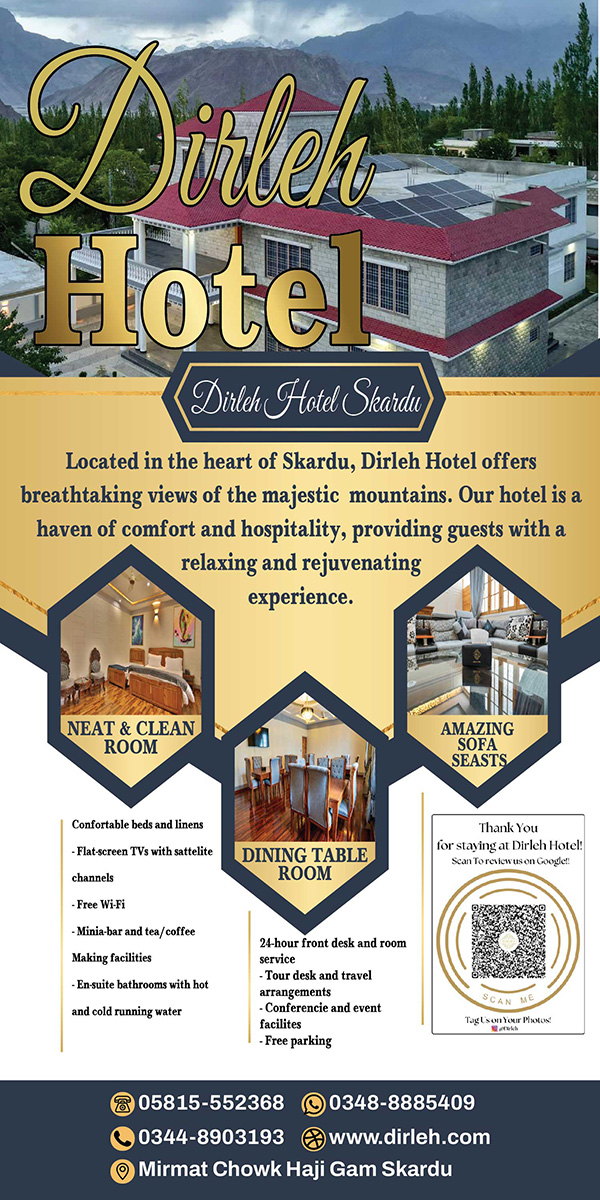 Dirleh
Hotel
Dirleh Hotel Skardu
Located in the heart of Skardu, Dirleh Hotel offers
breathtaking views of the majestic mountains. Our hotel is a
haven of comfort and hospitality, providing guests with a
relaxing and rejuvenating
experience.
NEAT & CLEAN
ROOM
AMAZING
SOFA
SEASTS
DINING TABLE
ROOM
Confortable beds and linens
- Flat-screen TVs with sattelite
channels
- Free Wi-Fi
- Minia-bar and tea/coffee
Making facilities
- En-suite bathrooms with hot
and cold running water
24-hour front desk and room
service
- Tour desk and travel
arrangements
- Conferencie and event
facilites
- Free parking
Thank You
for staying at Dirleh Hotel!
Scan To review us on Google!!
SCAN ME
Tag Us on Your Photos!
@Dirleh
05815-552368
0348-8885409
0344-8903193
www.dirleh.com
Mirmat Chowk Haji Gam Skardu